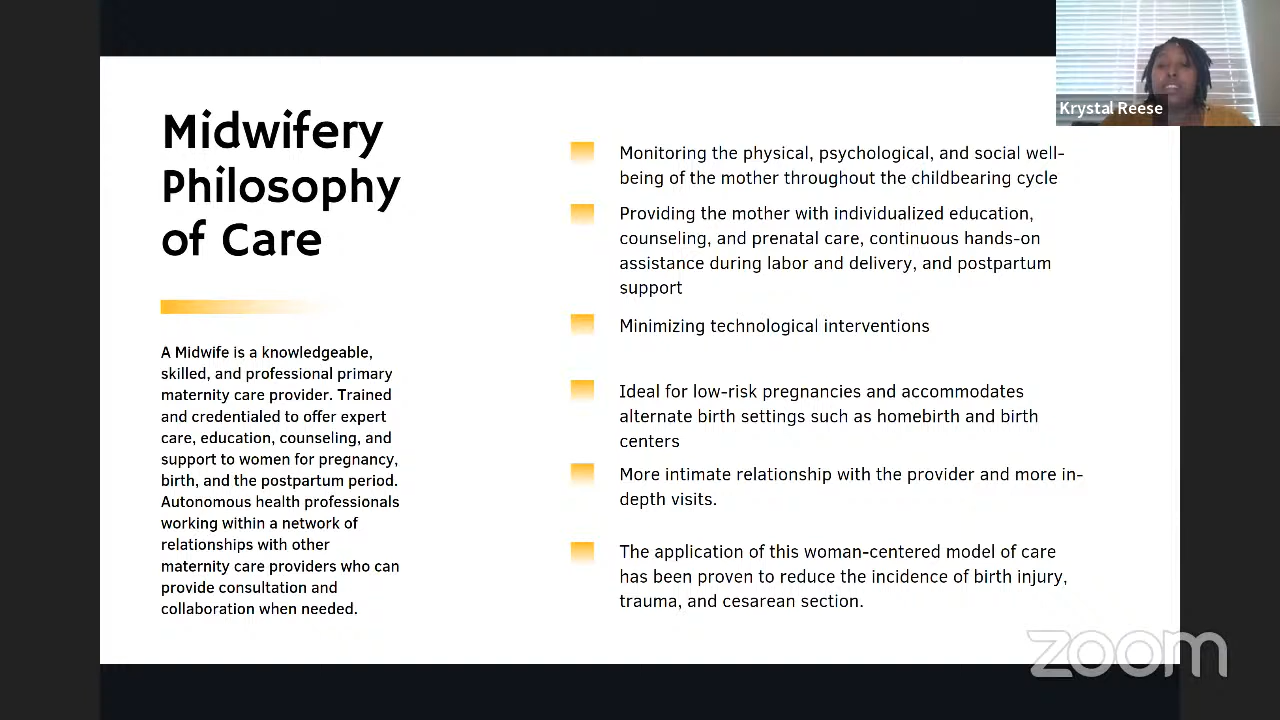 Midwifery
Philosophy
of Care
A Midwife is a knowledgeable,
skilled, and professional primary
maternity care provider. Trained
and credentialed to offer expert
care, education, counseling, and
support to women for pregnancy,
birth, and the postpartum period.
Autonomous health professionals
working within a network of
relationships with other
maternity care providers who can
provide consultation and
collaboration when needed.
Monitoring the physical, psychological, and social well-
being of the mother throughout the childbearing cycle
Providing the mother with individualized education,
counseling, and prenatal care, continuous hands-on
assistance during labor and delivery, and postpartum
support
Minimizing technological interventions
Ideal for low-risk pregnancies and accommodates
alternate birth settings such as homebirth and birth
centers
More intimate relationship with the provider and more in-
depth visits.
The application of this woman-centered model of care
has been proven to reduce the incidence of birth injury,
trauma, and cesarean section.
Krystal Reese
zoom